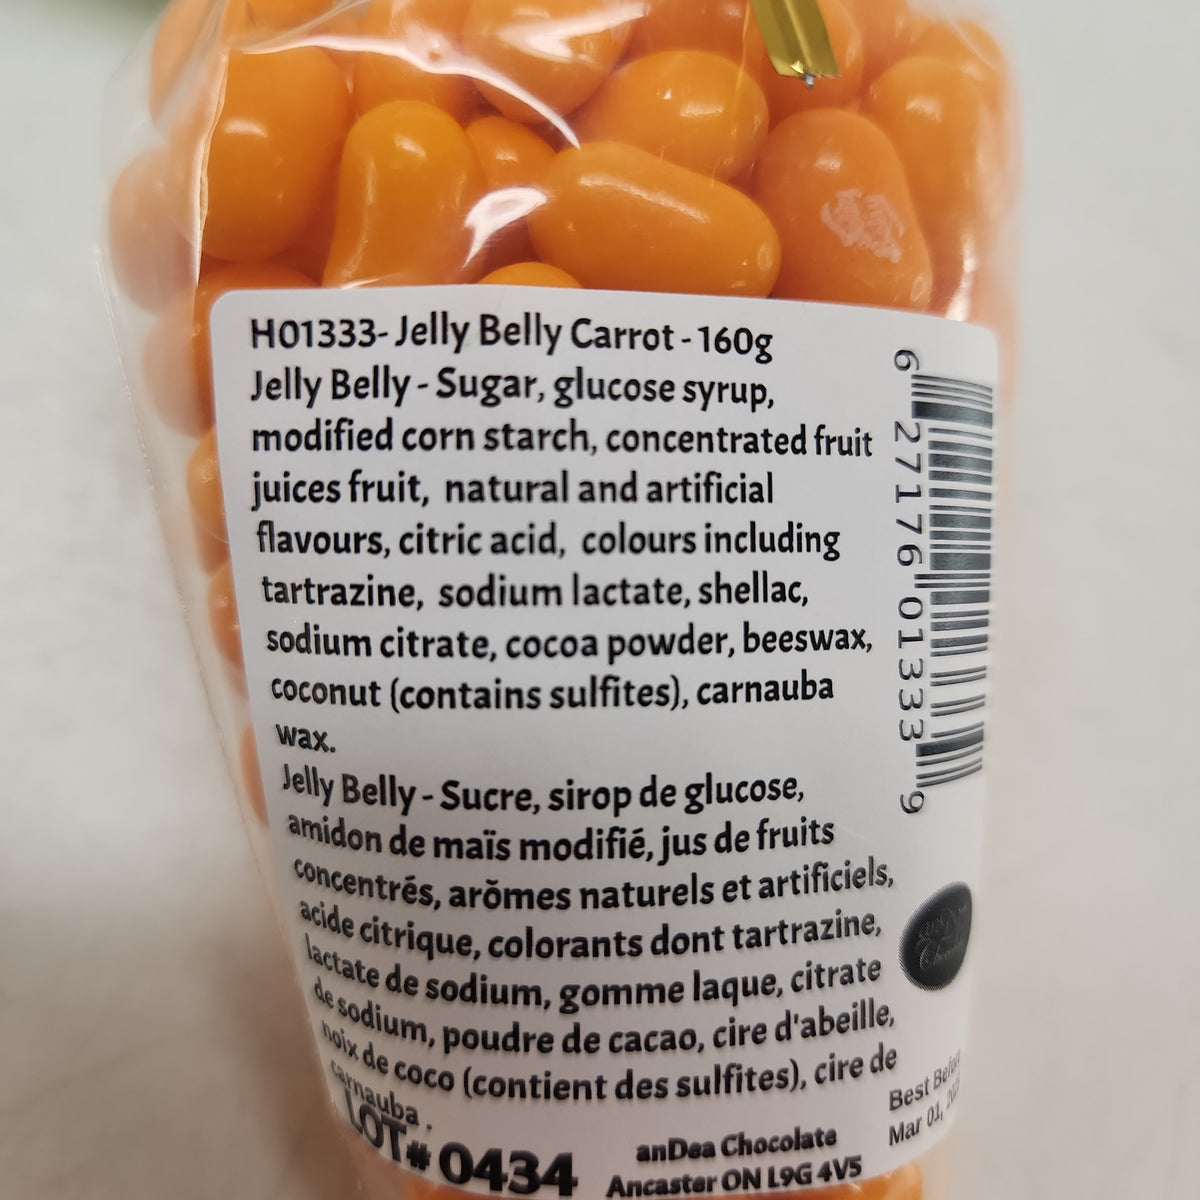 H01333- Jelly Belly Carrot - 160g
Jelly Belly - Sugar, glucose syrup,
modified corn starch, concentrated fruit
juices fruit, natural and artificial
flavours, citric acid, colours including
tartrazine, sodium lactate, shellac,
sodium citrate, cocoa powder, beeswax,
coconut (contains sulfites), carnauba
wax.
Jelly Belly - Sucre, sirop de glucose,
amidon de maïs modifié, jus de fruits
concentrés, arŏmes naturels et artificiels,
acide citrique, colorants dont tartrazine,
lactate de sodium, gomme laque, citrate
de sodium, poudre de cacao, cire d'abeille,
noix de coco (contient des sulfites), cire de
carnauba .
LOT# 0434
anDea Chocolate
Ancaster ON L9G 4V5
Best Before
Mar 01,
6 27176 01333 9